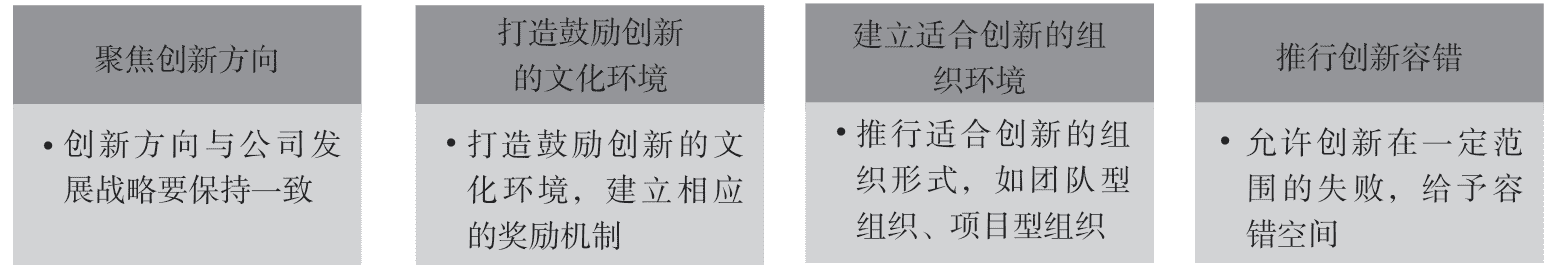 聚焦创新方向
• 创新方向与公司发
展战略要保持一致
打造鼓励创新
的文化环境
• 打造鼓励创新的文
化环境，建立相应
的奖励机制
建立适合创新的组
织环境
• 推行适合创新的组
织形式，如团队型
组织、项目型组织
推行创新容错
• 允许创新在一定范
围的失败，给予容
错空间